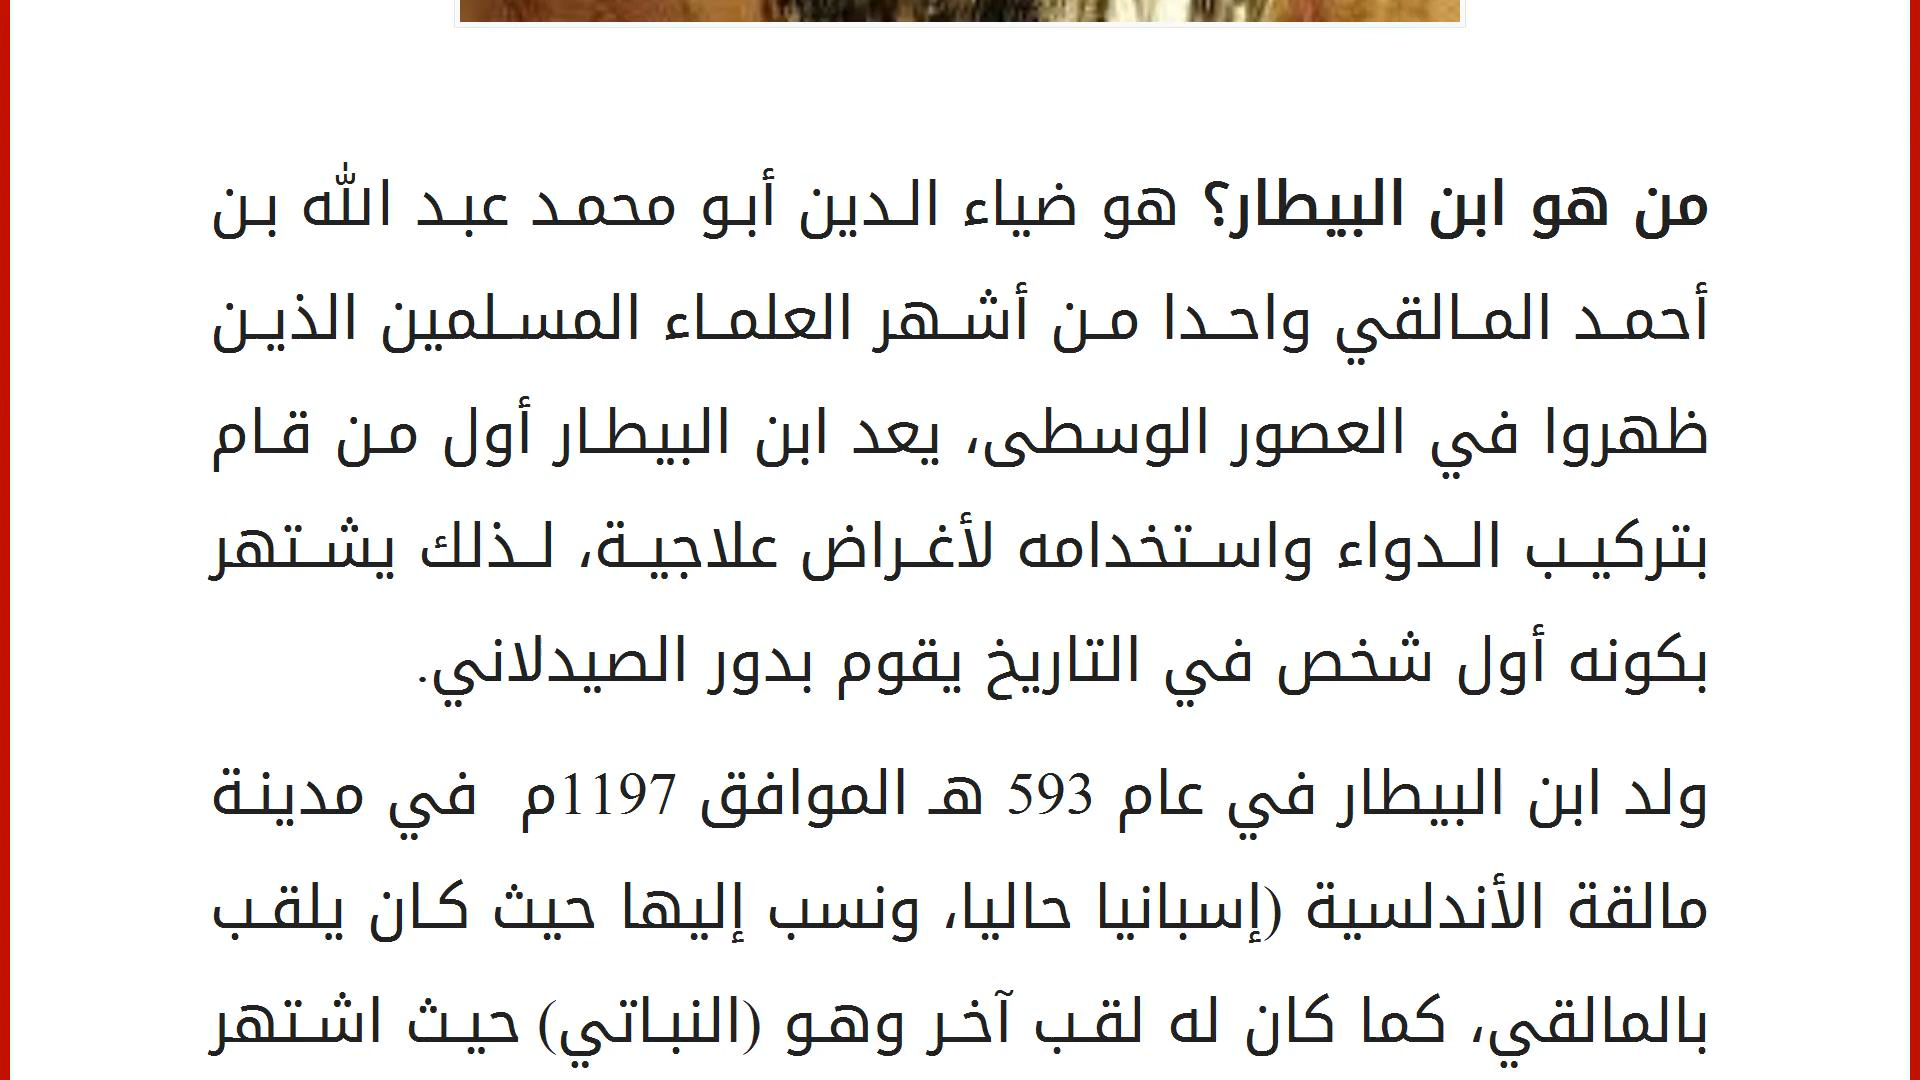 من هو ابن البيطار؟ هو ضياء الدين أبو محمد عبد الله بن
أحمد المالقي واحدا من أشهر العلماء المسلمين الذين
ظهروا في العصور الوسطى، يعد ابن البيطار أول من قام
بتركيب الدواء واستخدامه لأغراض علاجية، لذلك يشتهر
بكونه أول شخص في التاريخ يقوم بدور الصيدلاني.
ولد ابن البيطار في عام 593 هـ الموافق 1197م في مدينة
مالقة الأندلسية (إسبانيا حاليا، ونسب إليها حيث كان يلقب
بالمالقي، كما كان له لقب آخر وهو (النباتي) حيث اشتهر